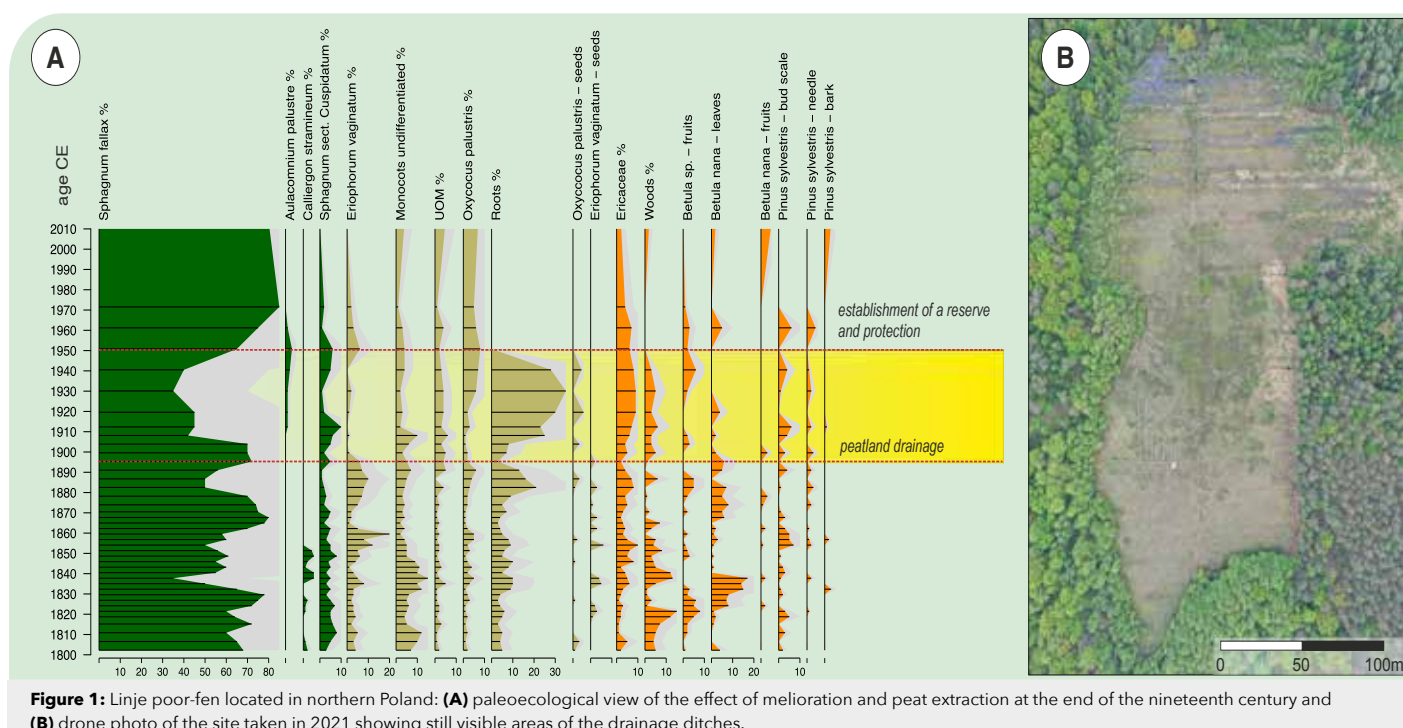 A
B
age CE
Sphagnum fallax %
Aulacomnium palustre %
Calliergon stramineum %
Sphagnum sect. Cuspidatum %
Eriophorum vaginatum %
Monocots undifferentiated %
UOM %
Oxycocus palustris %
Roots %
Oxyccocus palustris – seeds
Eriophorum vaginatum – seeds
Ericaceae %
Woods %
Betula sp. – fruits
Betula nana – leaves
Betula nana – fruits
Pinus sylvestris – bud scale
Pinus sylvestris – needle
Pinus sylvestris – bark
2010
2000
1990
1980
1970
1960
1950
1940
1930
1920
1910
1900
1890
1880
1870
1860
1850
1840
1830
1820
1810
1800
establishment of a reserve
and protection
peatland drainage
10 20 30 40 50 60 70 80 10 10 20 10 10 10 10 20 30 10 10 10 10 20 10
0 50 100m
Figure 1: Linje poor-fen located in northern Poland: (A) paleoecological view of the effect of melioration and peat extraction at the end of the nineteenth century and
(B) drone photo of the site taken in 2021 showing still visible areas of the drainage ditches.